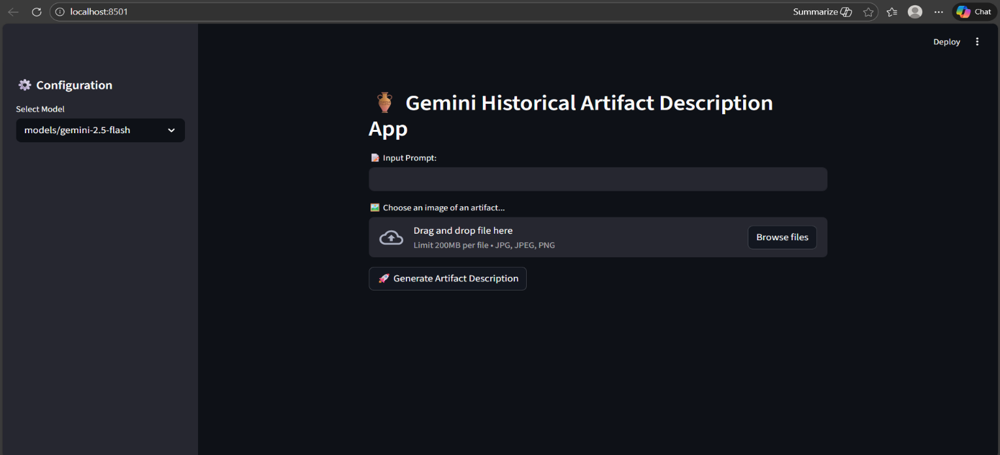 localhost:8501
Summarize
Chat
Deploy
Configuration
Select Model
models/gemini-2.5-flash
Gemini Historical Artifact Description
App
Input Prompt:
Choose an image of an artifact...
Drag and drop file here
Limit 200MB per file • JPG, JPEG, PNG
Browse files
Generate Artifact Description